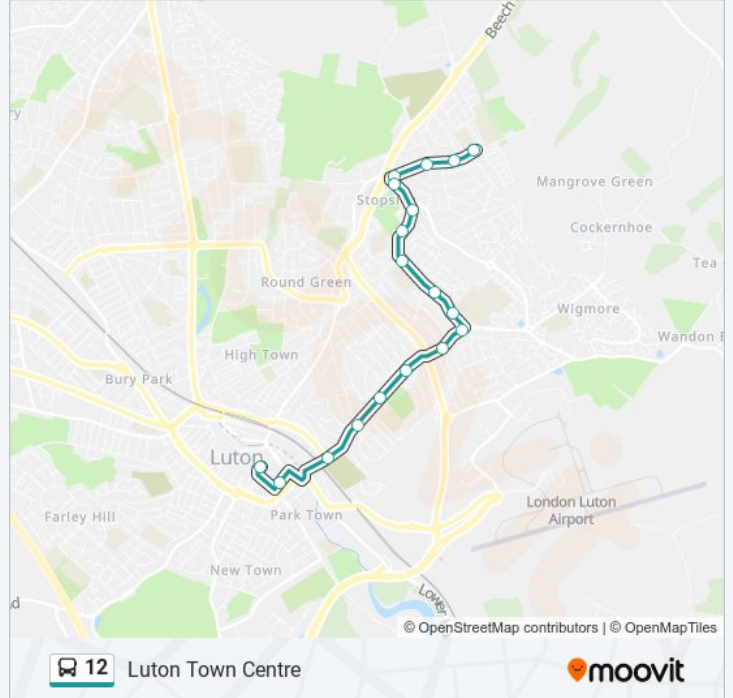 Beech
ry
Mangrove Green
Stopsl
Cockernhoe
Tea
Round Green
Wigmore
High Town
Wandon E
Bury Park
Luton
London Luton
Airport
Farley Hill
Park Town
New Town
Lower
d
© OpenStreetMap contributors | © OpenMapTiles
12 Luton Town Centre
moovit